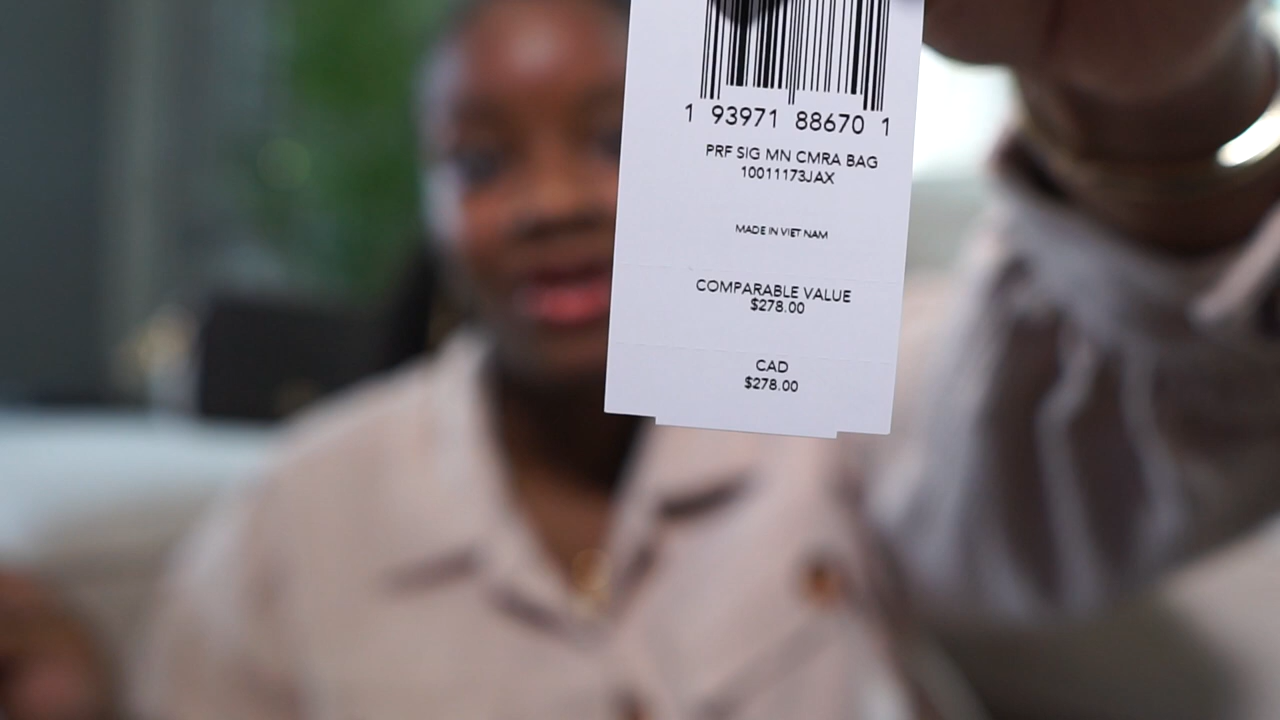 1 93971 88670 1
PRF SIG MN CMRA BAG
10011173JAX
MADE IN VIET NAM
COMPARABLE VALUE
$278.00
CAD
$278.00